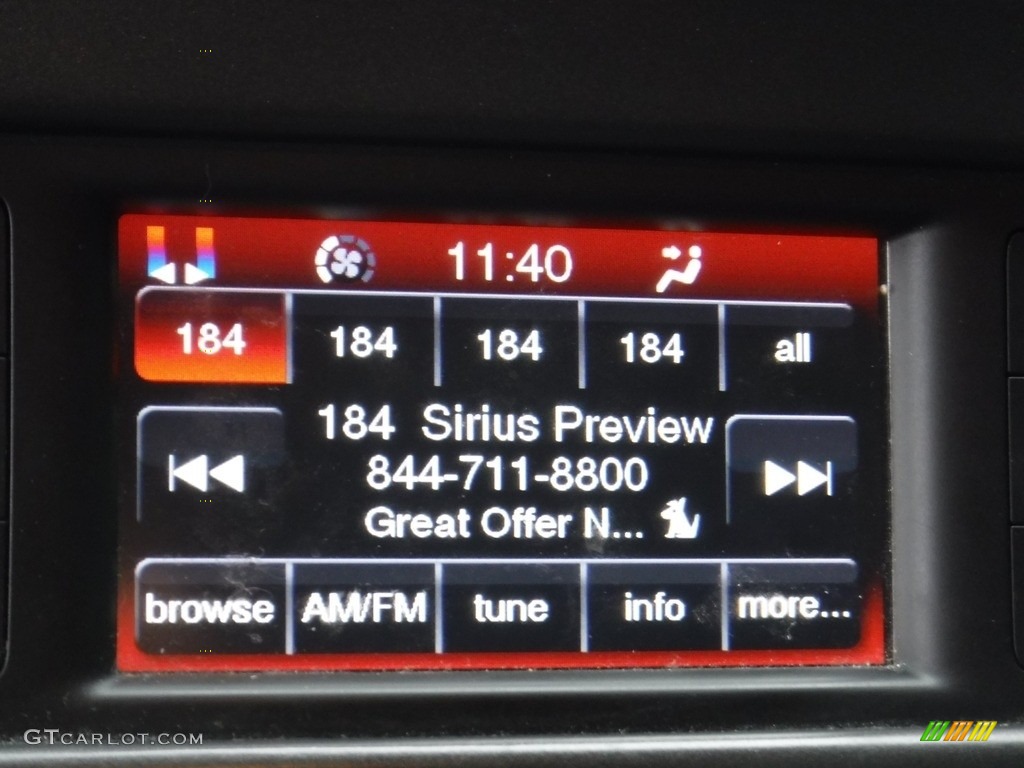 11:40
184 184 184 184 all
184 Sirius Preview
844-711-8800
Great Offer N...
browse AM/FM tune info more...
GTCARLOT.COM